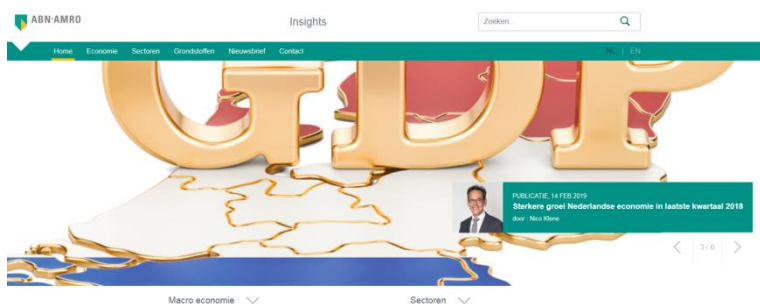 ABN·AMRO
Insights
Zoeken...
Home Economie Sectoren Grondstoffen Nieuwsbrief Contact
NL | EN
GDP
PUBLICATIE, 14 FEB 2019
Sterkere groei Nederlandse economie in laatste kwartaal 2018
door : Nico Klene
3 / 6
Macro economie
Sectoren